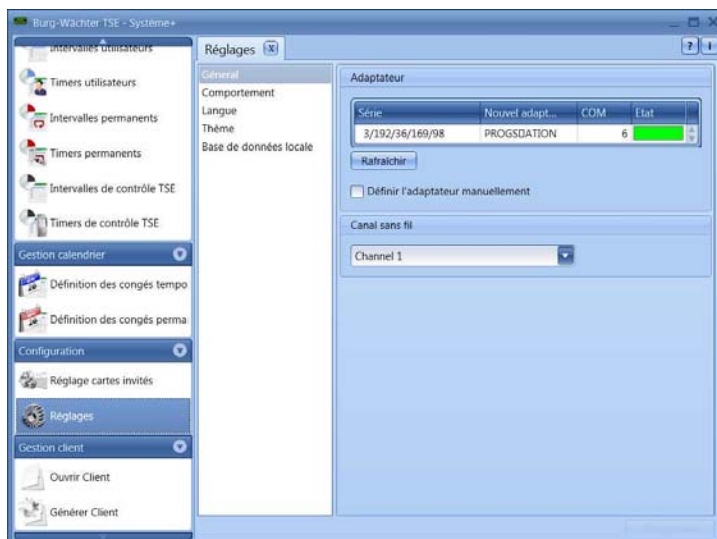 Burg-Wächter TSE - Système+
Intervalles utilisateurs
Timers utilisateurs
Intervalles permanents
Timers permanents
Intervalles de contrôle TSE
Timers de contrôle TSE
Gestion calendrier
Définition des congés tempo
Définition des congés perma
Configuration
Réglage cartes invités
Réglages
Gestion client
Ouvrir Client
Générer Client
Réglages
Général
Comportement
Langue
Thème
Base de données locale
Adaptateur
Série Nouvel adapt... COM Etat
3/192/36/169/98 PROGSDATION 6
Rafraîchir
Définir l'adaptateur manuellement
Canal sans fil
Channel 1